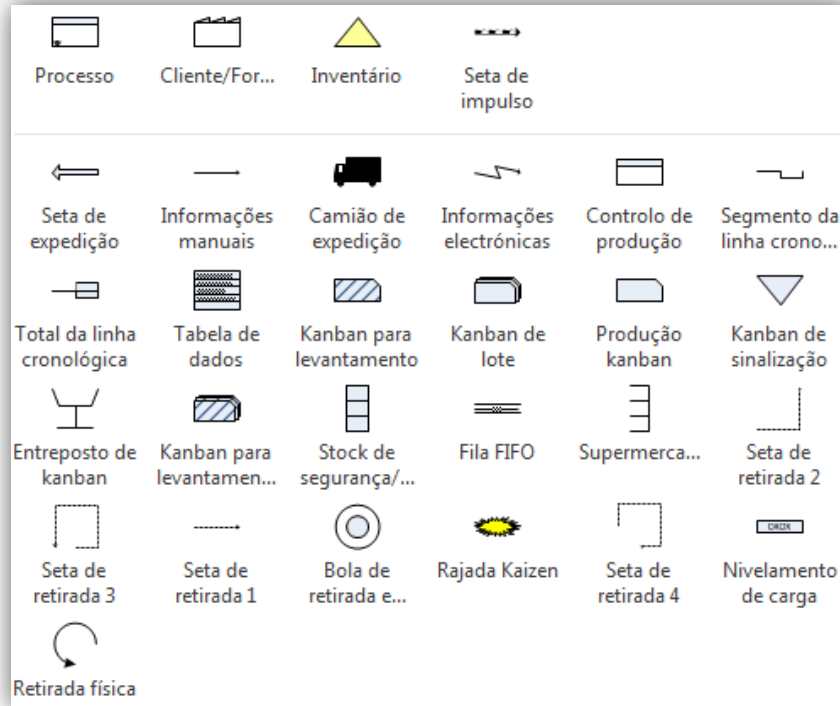 Processo
Cliente/For...
Inventário
Seta de
impulso
Seta de
expedição
Informações
manuais
Camião de
expedição
Informações
electrónicas
Controlo de
produção
Segmento da
linha crono...
Total da linha
cronológica
Tabela de
dados
Kanban para
levantamento
Kanban de
lote
Produção
kanban
Kanban de
sinalização
Entreposto de
kanban
Kanban para
levantamen...
Stock de
segurança/...
Fila FIFO
Supermerca...
Seta de
retirada 2
Seta de
retirada 3
Seta de
retirada 1
Bola de
retirada e...
Rajada Kaizen
Seta de
retirada 4
OXOX
Nivelamento
de carga
Retirada física